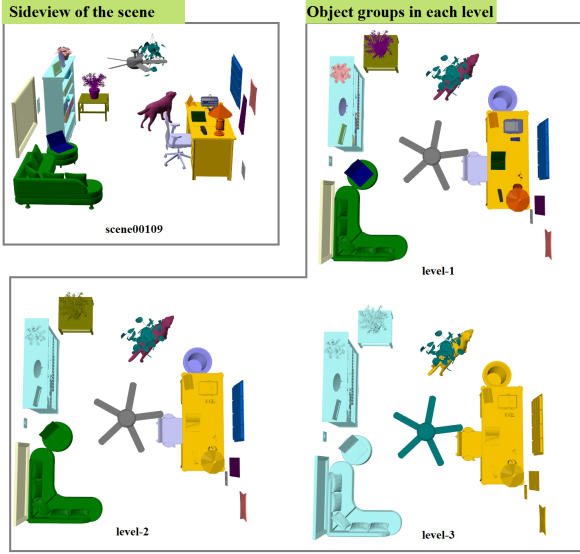 Sideview of the scene
Object groups in each level
scene00109
level-1
level-2
level-3